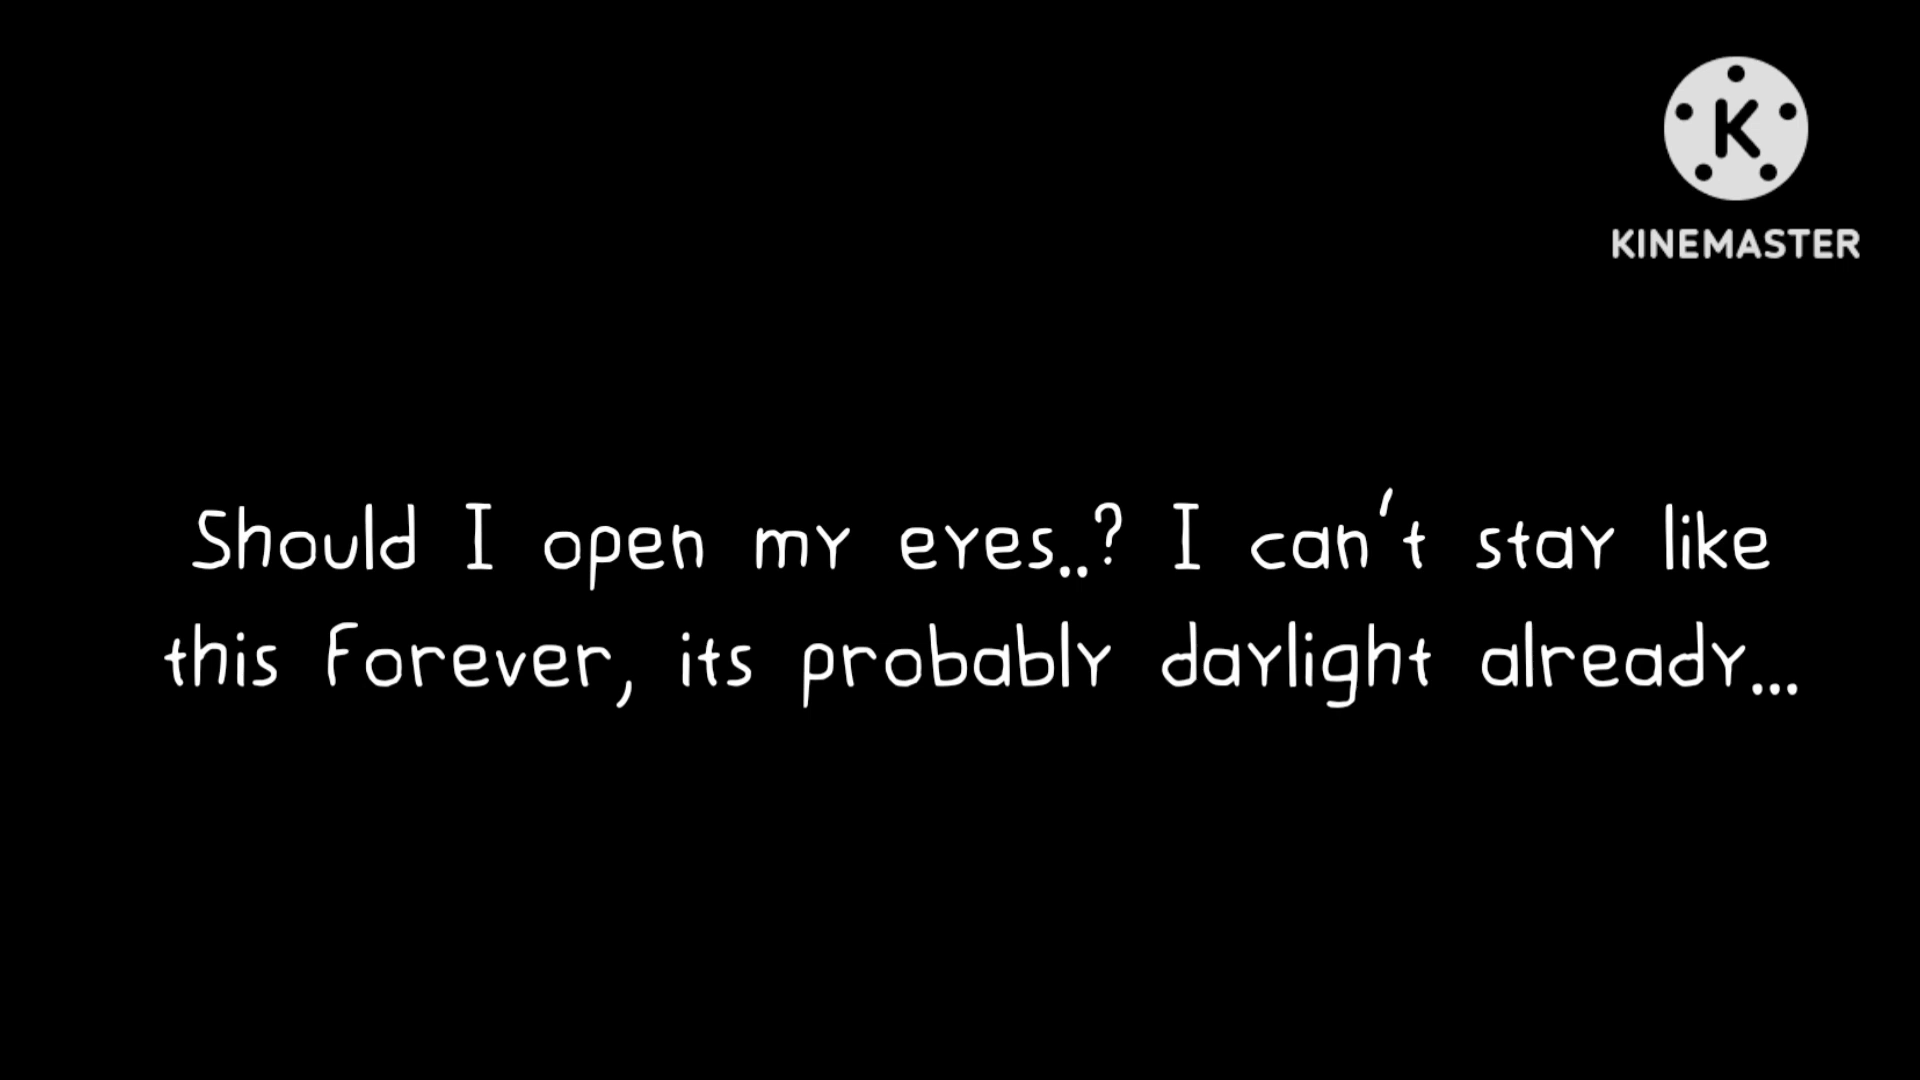 K
KINEMASTER
Should I open my eyes..? I can't stay like
this forever, its probably daylight already...